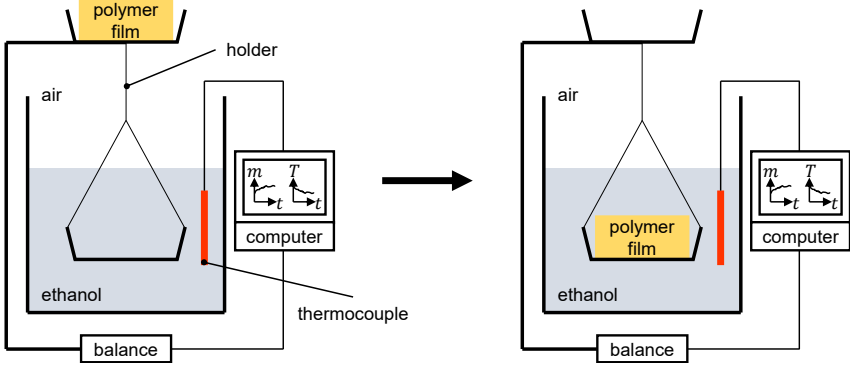 polymer
film
holder
air
m
T
t
t
computer
ethanol
thermocouple
balance
air
m
T
t
t
polymer
film
computer
ethanol
balance